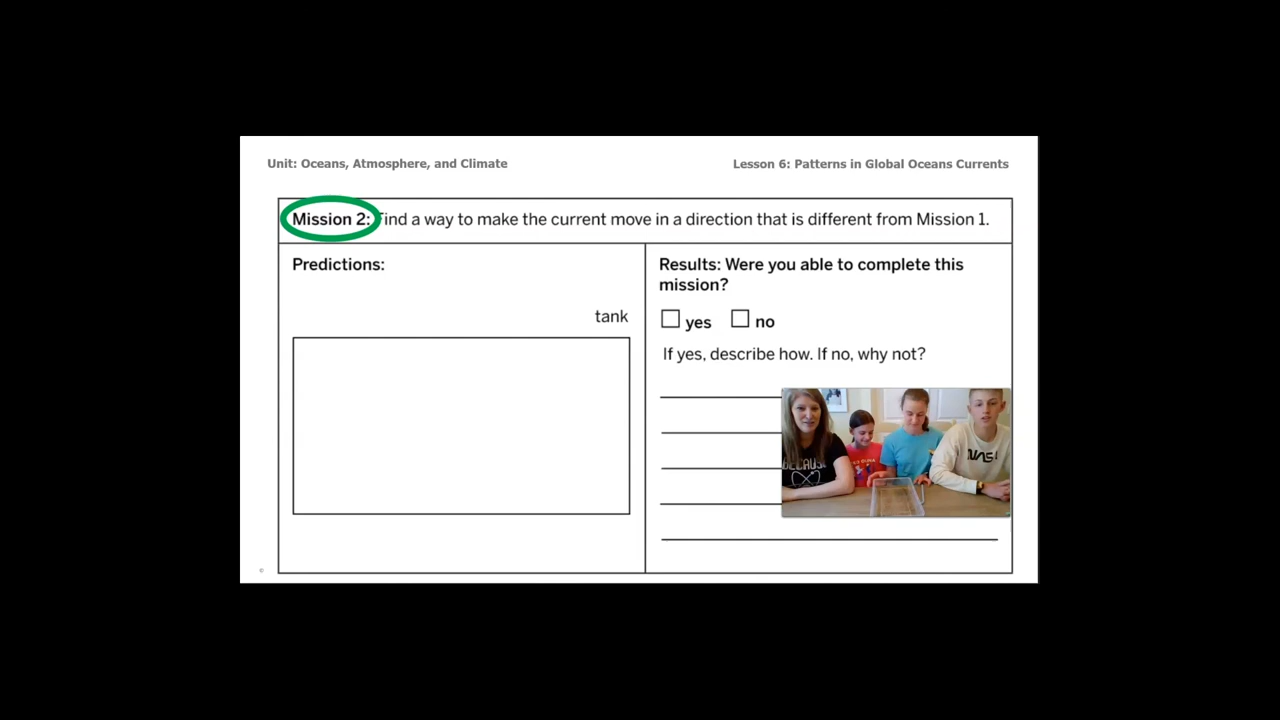 Unit: Oceans, Atmosphere, and Climate
Lesson 6: Patterns in Global Oceans Currents
Mission 2: Find a way to make the current move in a direction that is different from Mission 1.
Predictions:
tank
Results: Were you able to complete this
mission?
yes
no
If yes, describe how. If no, why not?
BECAUSE
©